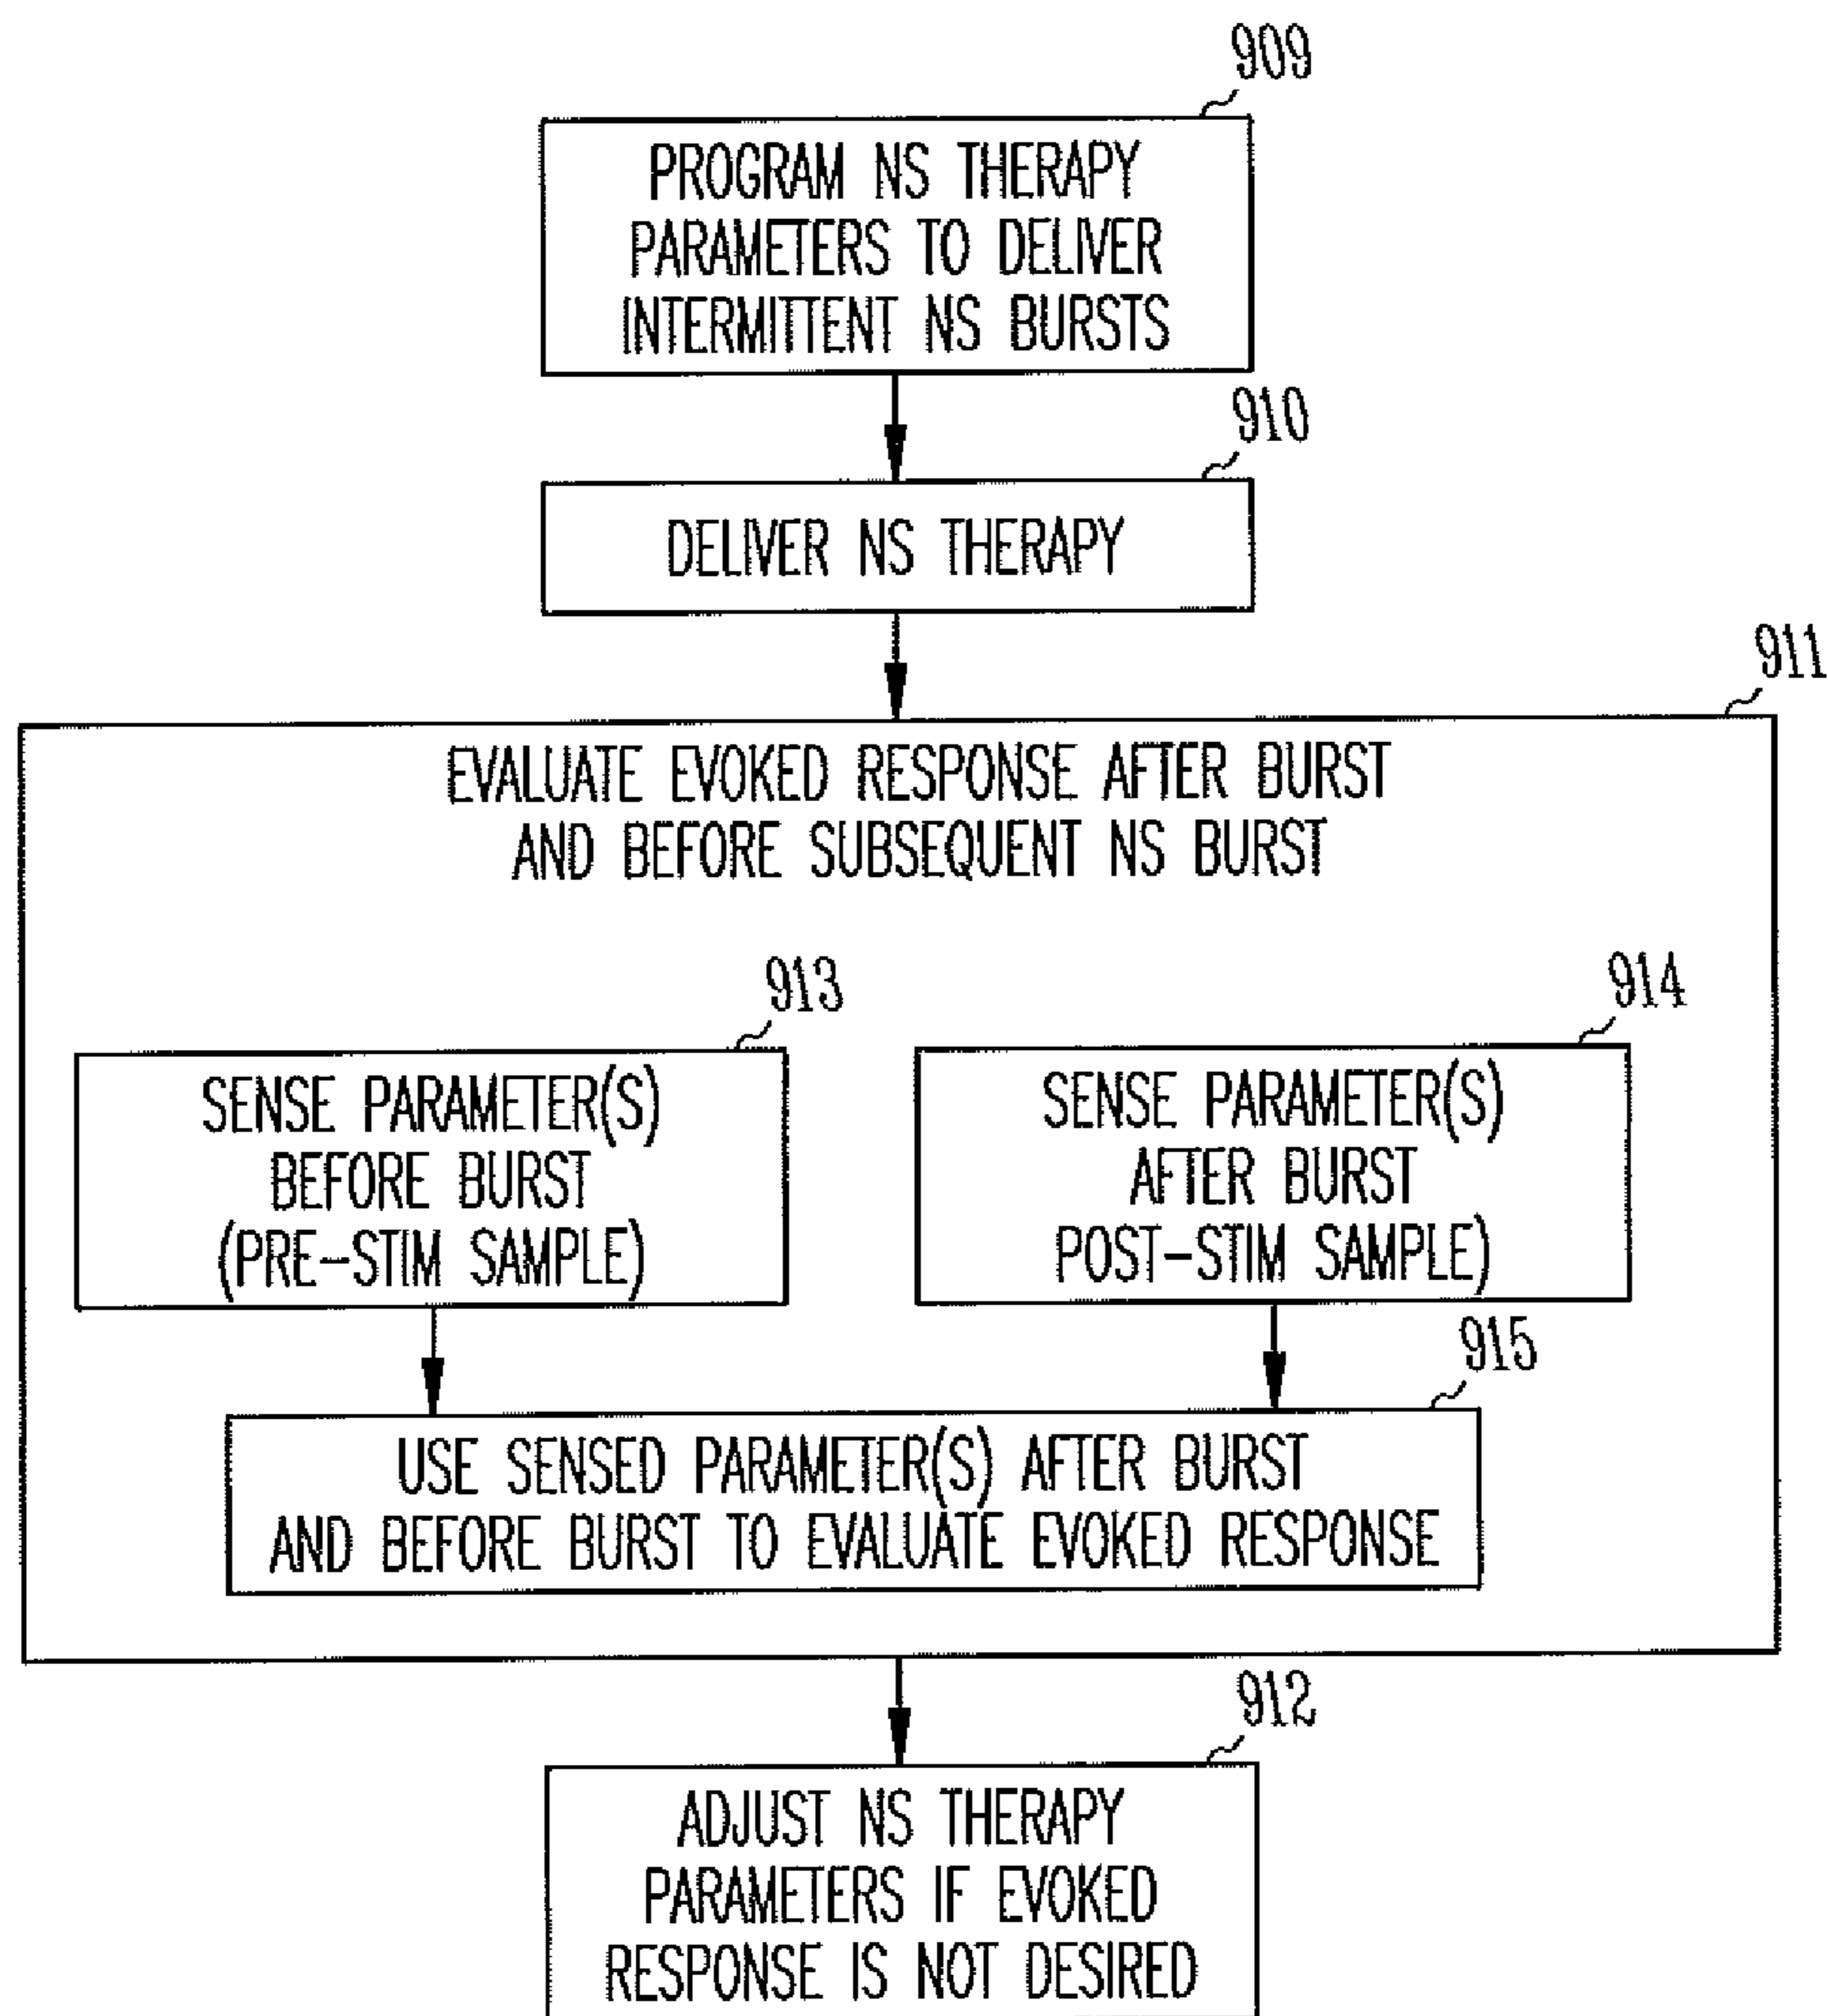 909
PROGRAM NS THERAPY
PARAMETERS TO DELIVER
INTERMITTENT NS BURSTS
910
DELIVER NS THERAPY
911
EVALUATE EVOKED RESPONSE AFTER BURST
AND BEFORE SUBSEQUENT NS BURST
913
SENSE PARAMETER(S)
BEFORE BURST
(PRE-STIM SAMPLE)
914
SENSE PARAMETER(S)
AFTER BURST
POST-STIM SAMPLE)
915
USE SENSED PARAMETER(S) AFTER BURST
AND BEFORE BURST TO EVALUATE EVOKED RESPONSE
912
ADJUST NS THERAPY
PARAMETERS IF EVOKED
RESPONSE IS NOT DESIRED